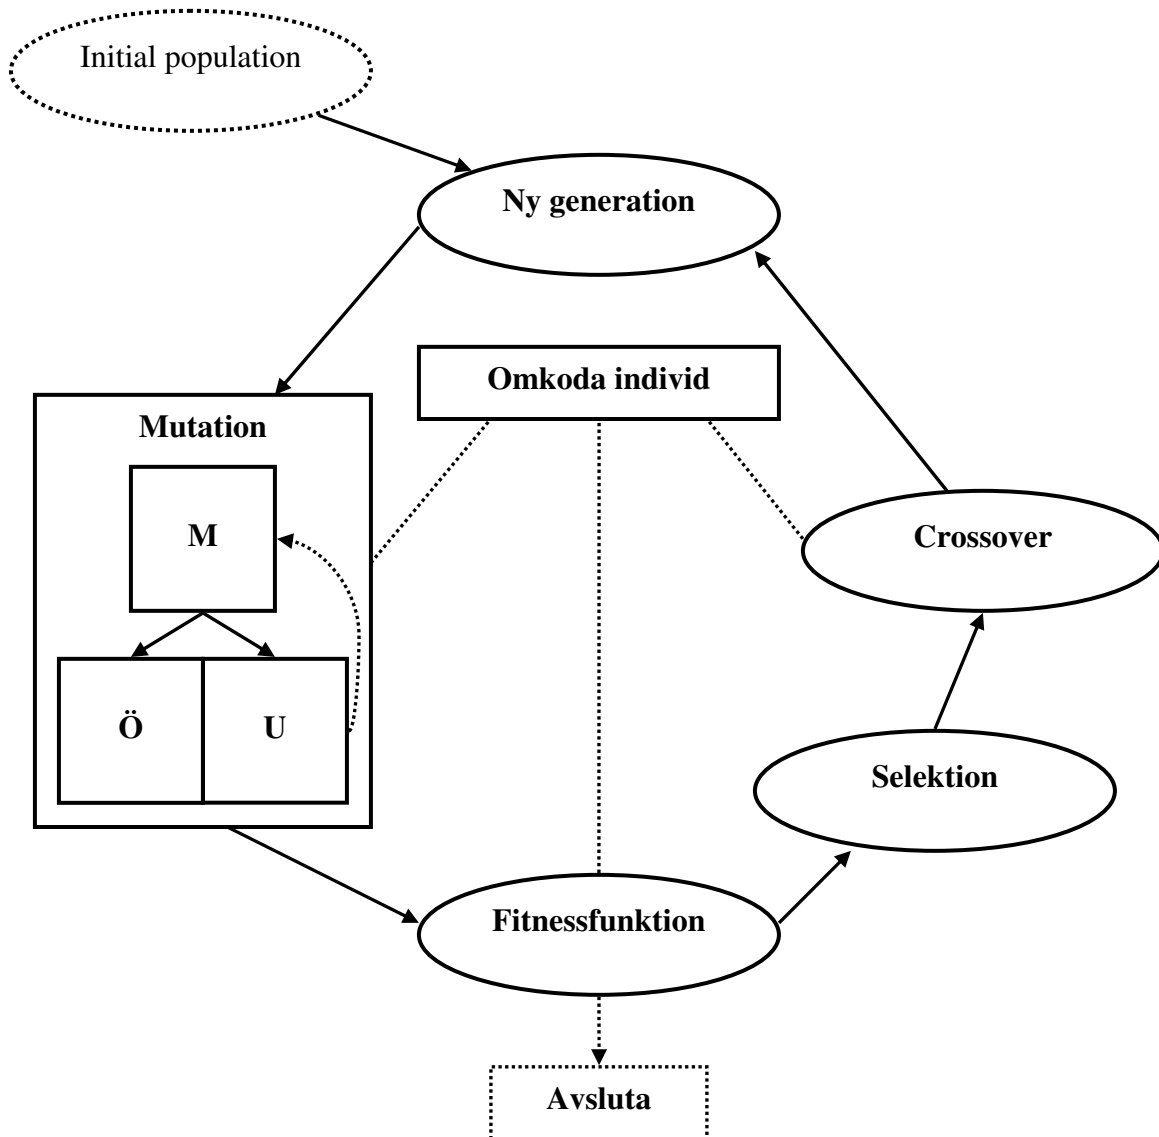 Initial population
Ny generation
Omkoda individ
Mutation
M
Crossover
Ö
U
Selektion
Fitnessfunktion
Avsluta